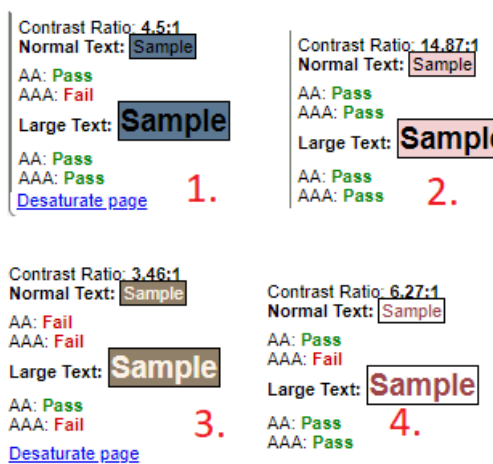 Contrast Ratio: 4.5:1
Normal Text: Sample
AA: Pass
AAA: Fail
Large Text: Sample
AA: Pass
AAA: Pass
Desaturate page
1.
Contrast Ratio: 14.87:1
Normal Text: Sample
AA: Pass
AAA: Pass
Large Text: Sample
AA: Pass
AAA: Pass
2.
Contrast Ratio: 3.46:1
Normal Text: Sample
AA: Fail
AAA: Fail
Large Text: Sample
AA: Pass
AAA: Fail
Desaturate page
3.
Contrast Ratio: 6.27:1
Normal Text: Sample
AA: Pass
AAA: Fail
Large Text: Sample
AA: Pass
AAA: Pass
4.